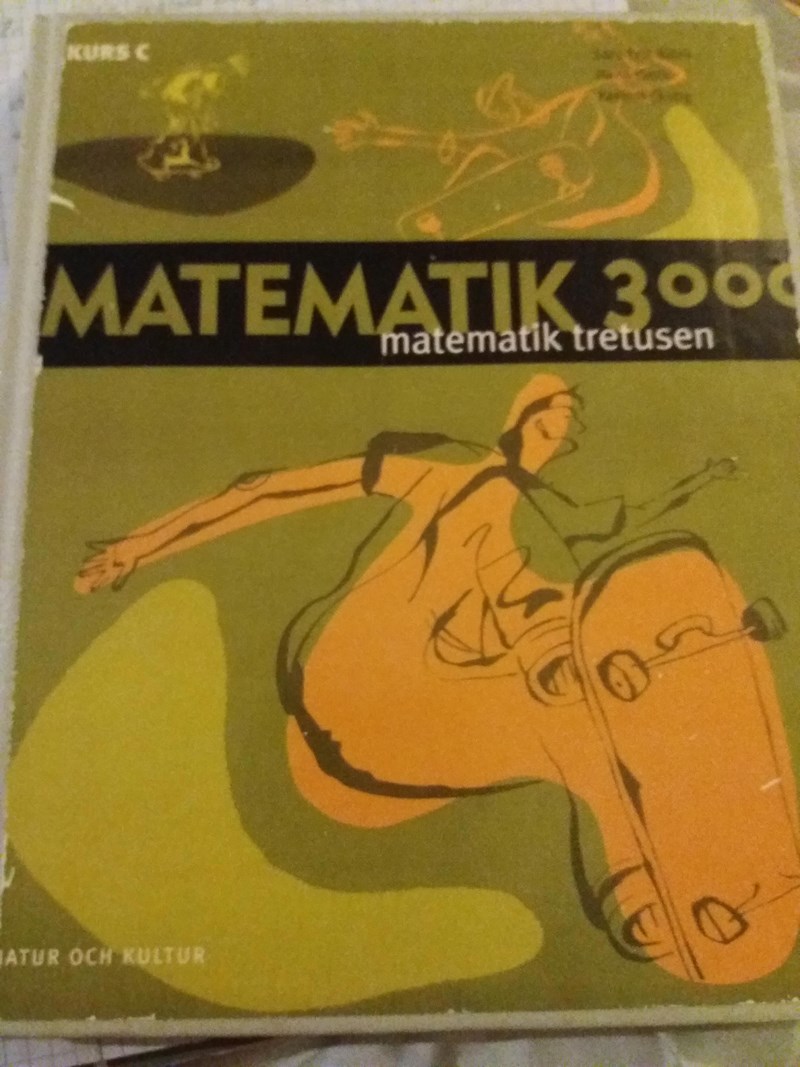 KURS C
MATEMATIK 3000
matematik tretusen
NATUR OCH KULTUR